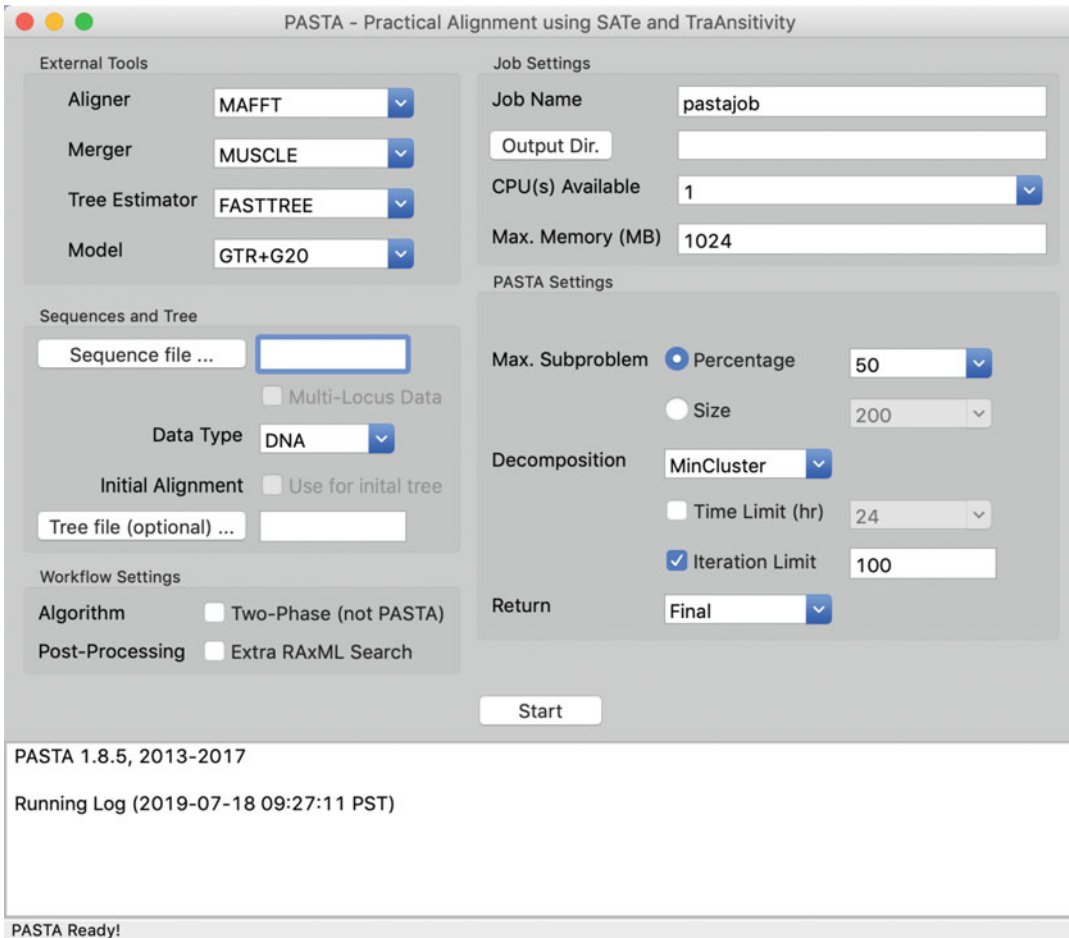 PASTA - Practical Alignment using SATe and TraAnsitivity
External Tools
Aligner MAFFT
Merger MUSCLE
Tree Estimator FASTTREE
Model GTR+G20
Sequences and Tree
Sequence file ...
Multi-Locus Data
Data Type DNA
Initial Alignment Use for inital tree
Tree file (optional) ...
Workflow Settings
Algorithm Two-Phase (not PASTA)
Post-Processing Extra RAxML Search
Job Settings
Job Name pastajob
Output Dir.
CPU(s) Available 1
Max. Memory (MB) 1024
PASTA Settings
Max. Subproblem Percentage 50
Size 200
Decomposition MinCluster
Time Limit (hr) 24
Iteration Limit 100
Return Final
Start
PASTA 1.8.5, 2013-2017
Running Log (2019-07-18 09:27:11 PST)
PASTA Ready!